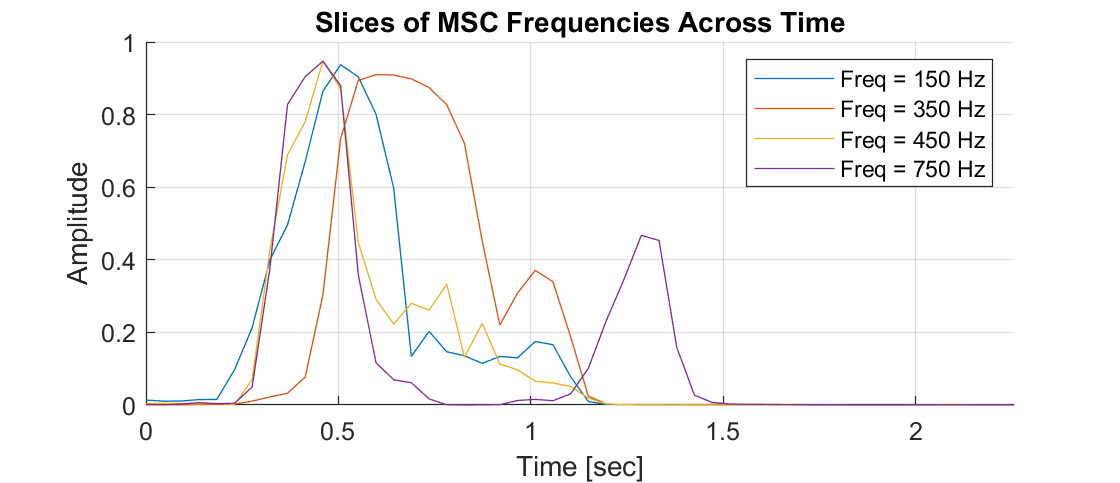 Slices of MSC Frequencies Across Time
1
0.8
0.6
0.4
0.2
0
Amplitude
Freq = 150 Hz
Freq = 350 Hz
Freq = 450 Hz
Freq = 750 Hz
0 0.5 1 1.5 2
Time [sec]